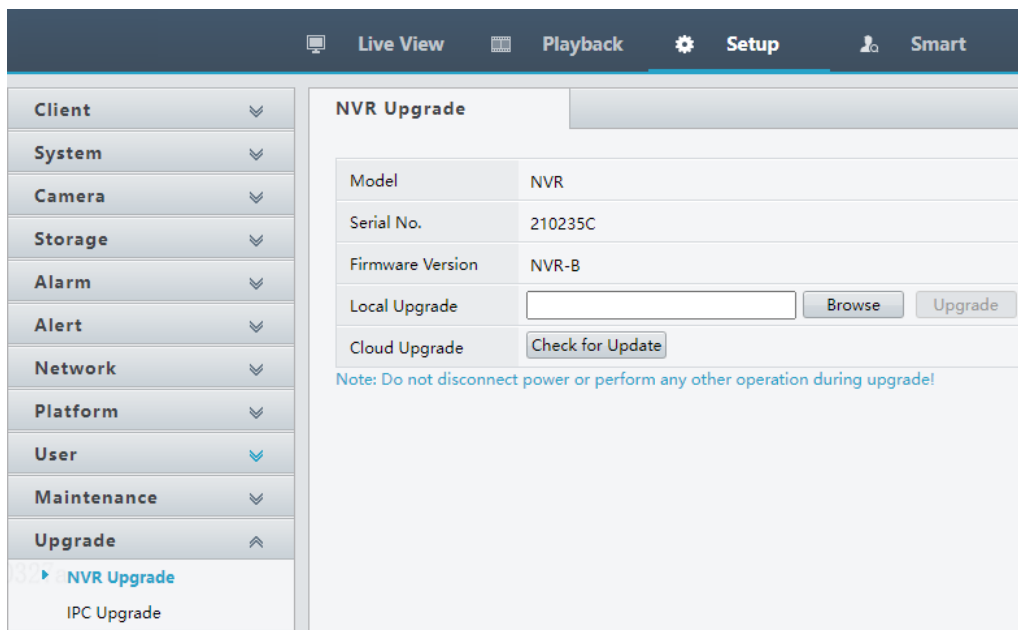 Live View Playback Setup Smart
Client
System
Camera
Storage
Alarm
Alert
Network
Platform
User
Maintenance
Upgrade
NVR Upgrade
IPC Upgrade
NVR Upgrade
Model NVR
Serial No. 210235C
Firmware Version NVR-B
Local Upgrade Browse Upgrade
Cloud Upgrade Check for Update
Note: Do not disconnect power or perform any other operation during upgrade!